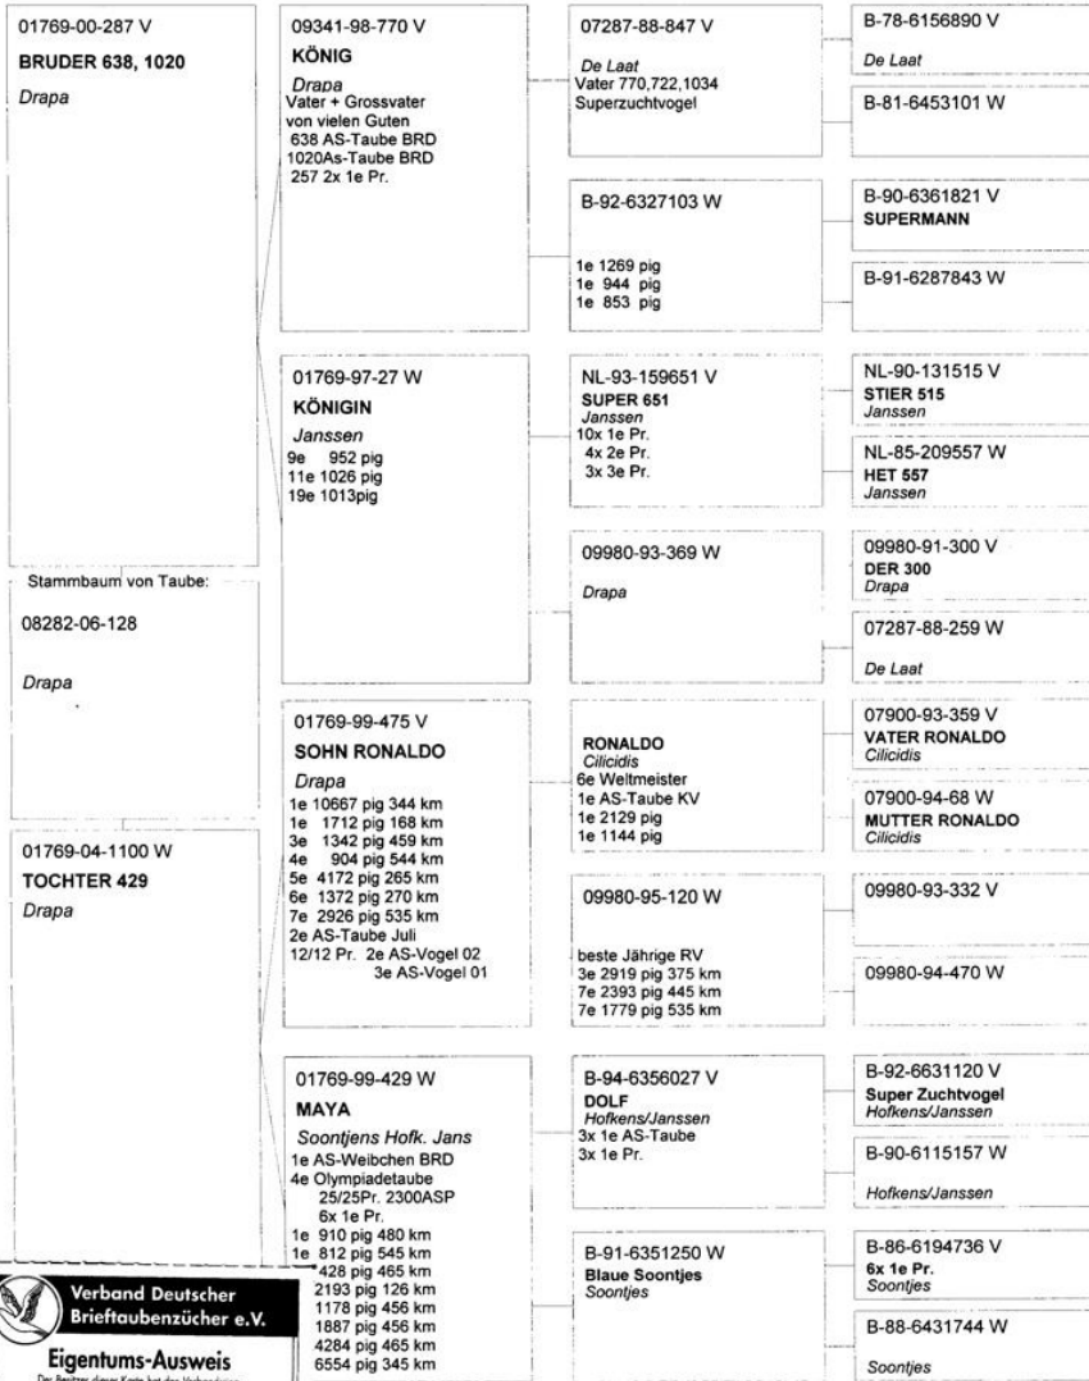 01769-00-287 V
BRUDER 638, 1020
Drapa
Stammbaum von Taube:
08282-06-128
Drapa
01769-04-1100 W
TOCHTER 429
Drapa
Verband Deutscher
Brieftaubenzücher e.V.
Eigentums-Ausweis
09341-98-770 V
KÖNIG
Drapa
Vater + Grossvater
von vielen Guten
638 AS-Taube BRD
1020As-Taube BRD
257 2x 1e Pr.
01769-97-27 W
KÖNIGIN
Janssen
9e 952 pig
11e 1026 pig
19e 1013pig
01769-99-475 V
SOHN RONALDO
Drapa
1e 10667 pig 344 km
1e 1712 pig 168 km
3e 1342 pig 459 km
4e 904 pig 544 km
5e 4172 pig 265 km
6e 1372 pig 270 km
7e 2926 pig 535 km
2e AS-Taube Juli
12/12 Pr. 2e AS-Vogel 02
3e AS-Vogel 01
01769-99-429 W
MAYA
Soontjens Hofk. Jans
1e AS-Weibchen BRD
4e Olympiadetaube
25/25Pr. 2300ASP
6x 1e Pr.
1e 910 pig 480 km
1e 812 pig 545 km
428 pig 465 km
2193 pig 126 km
1178 pig 456 km
1887 pig 456 km
4284 pig 465 km
6554 pig 345 km
07287-88-847 V
De Laat
Vater 770,722,1034
Superzuchtvogel
B-92-6327103 W
1e 1269 pig
1e 944 pig
1e 853 pig
NL-93-159651 V
SUPER 651
Janssen
10x 1e Pr.
4x 2e Pr.
3x 3e Pr.
09980-93-369 W
Drapa
RONALDO
Cilicidis
6e Weltmeister
1e AS-Taube KV
1e 2129 pig
1e 1144 pig
09980-95-120 W
beste Jährige RV
3e 2919 pig 375 km
7e 2393 pig 445 km
7e 1779 pig 535 km
B-94-6356027 V
DOLF
Hofkens/Janssen
3x 1e AS-Taube
3x 1e Pr.
B-91-6351250 W
Blaue Soontjes
Soontjes
B-78-6156890 V
De Laat
B-81-6453101 W
B-90-6361821 V
SUPERMANN
B-91-6287843 W
NL-90-131515 V
STIER 515
Janssen
NL-85-209557 W
HET 557
Janssen
09980-91-300 V
DER 300
Drapa
07287-88-259 W
De Laat
07900-93-359 V
VATER RONALDO
Cilicidis
07900-94-68 W
MUTTER RONALDO
Cilicidis
09980-93-332 V
09980-94-470 W
B-92-6631120 V
Super Zuchtvogel
Hofkens/Janssen
B-90-6115157 W
Hofkens/Janssen
B-86-6194736 V
6x 1e Pr.
Soontjes
B-88-6431744 W
Soontjes